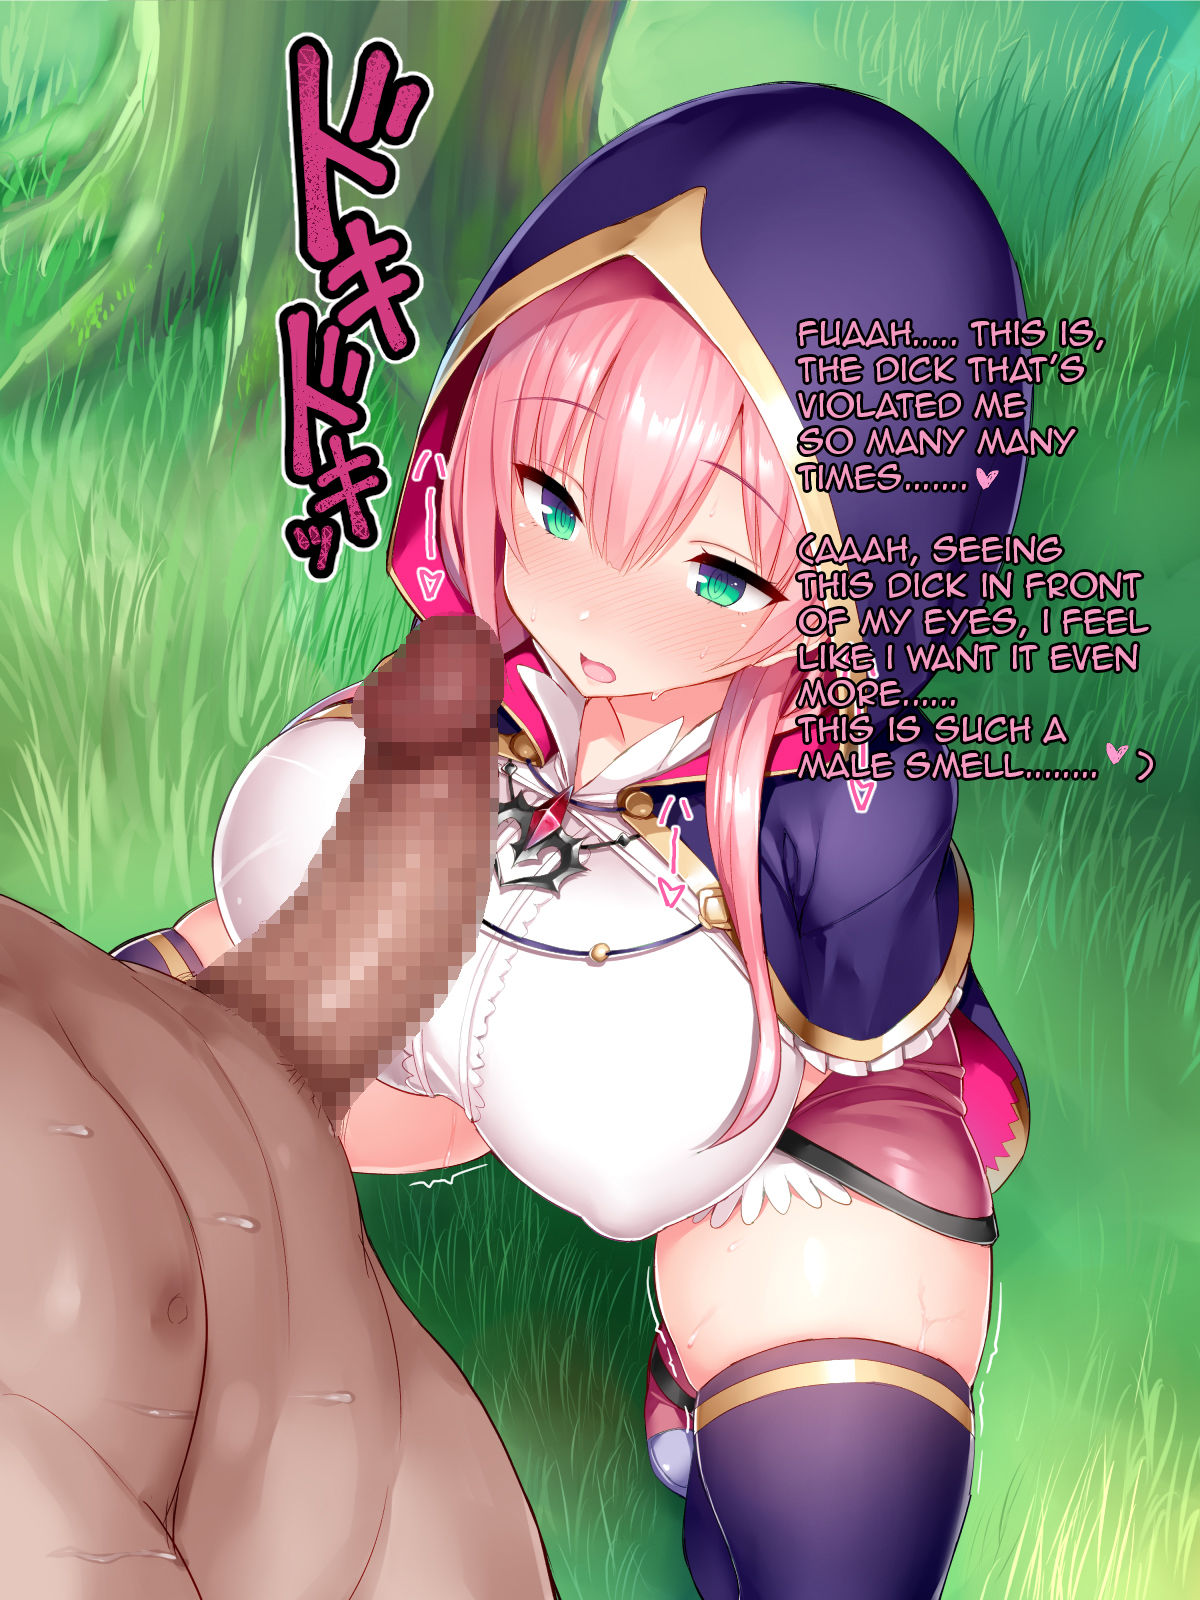 ドキドキッ
FUAAH..... THIS IS,
THE DICK THAT'S
VIOLATED ME
SO MANY MANY
TIMES.......♥
(AAAH, SEEING
THIS DICK IN FRONT
OF MY EYES, I FEEL
LIKE I WANT IT EVEN
MORE......
THIS IS SUCH A
MALE SMELL........ ♥ )
ハー♡
ハー♡
ハー♡